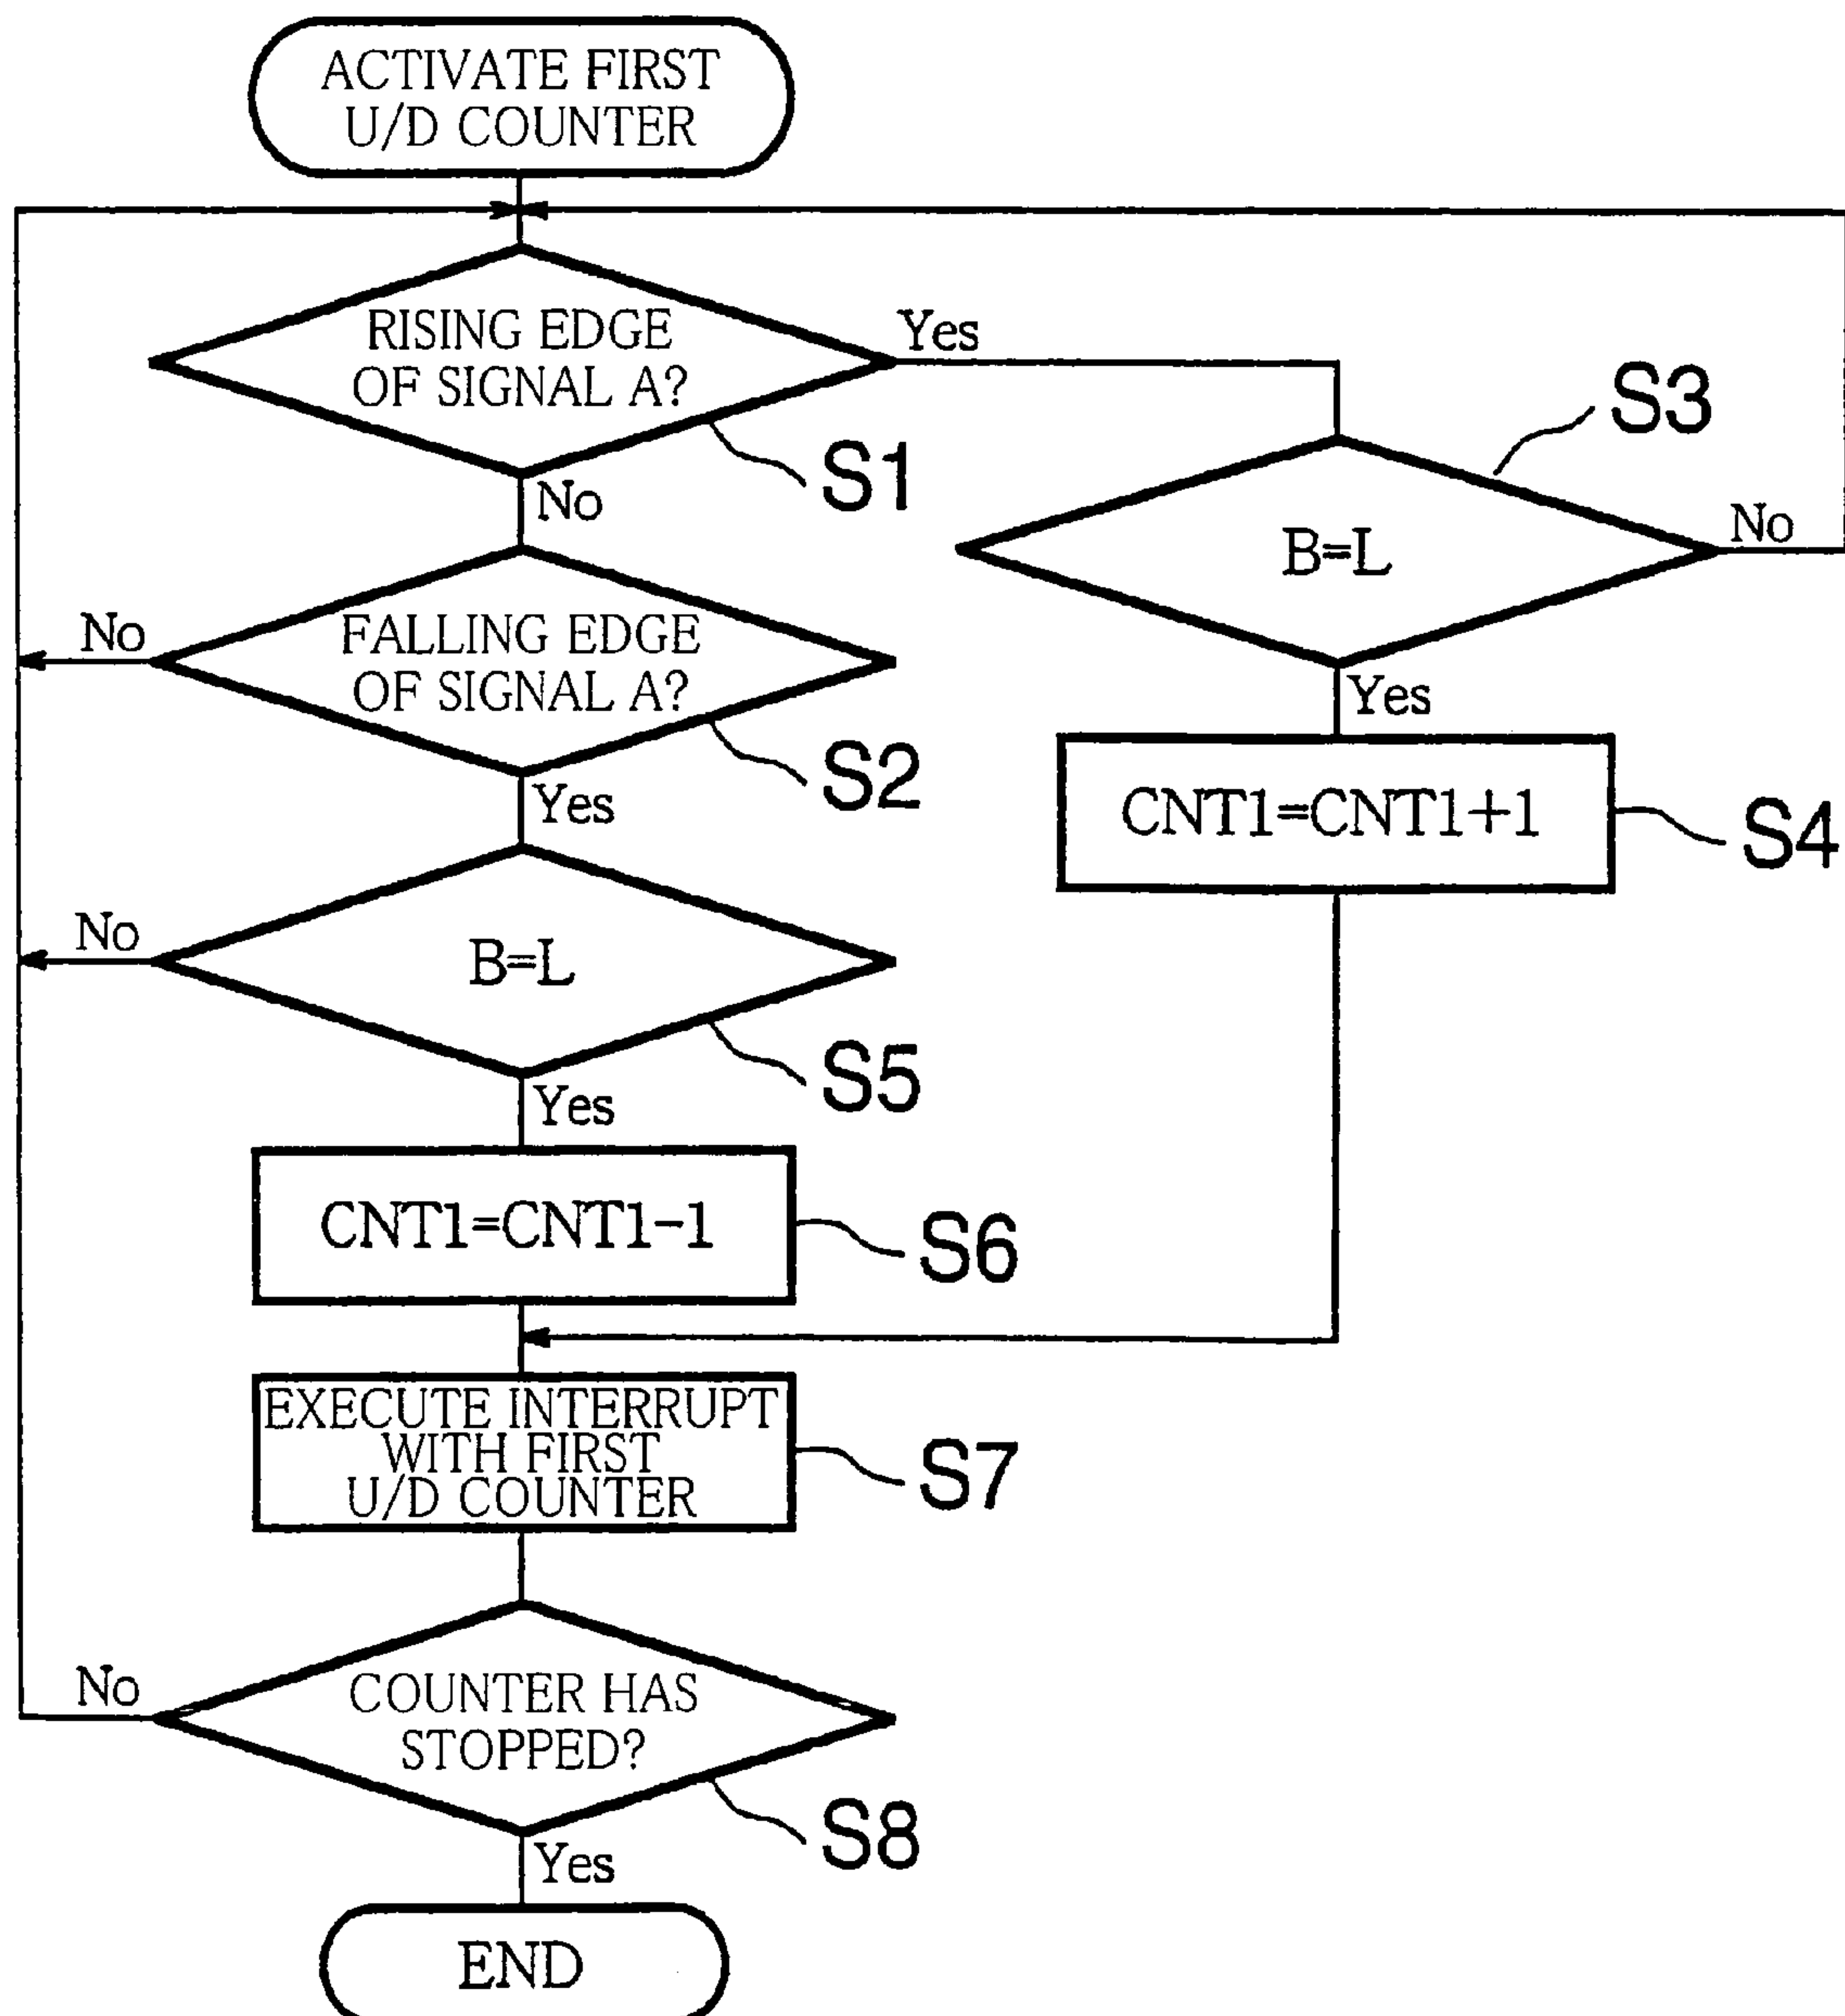 ACTIVATE FIRST
U/D COUNTER
RISING EDGE
OF SIGNAL A?
Yes
S1
No
S3
B=L
No
Yes
CNT1=CNT1+1
S4
FALLING EDGE
OF SIGNAL A?
No
S2
Yes
B=L
No
S5
Yes
CNT1=CNT1-1
S6
EXECUTE INTERRUPT
WITH FIRST
U/D COUNTER
S7
COUNTER HAS
STOPPED?
No
S8
Yes
END